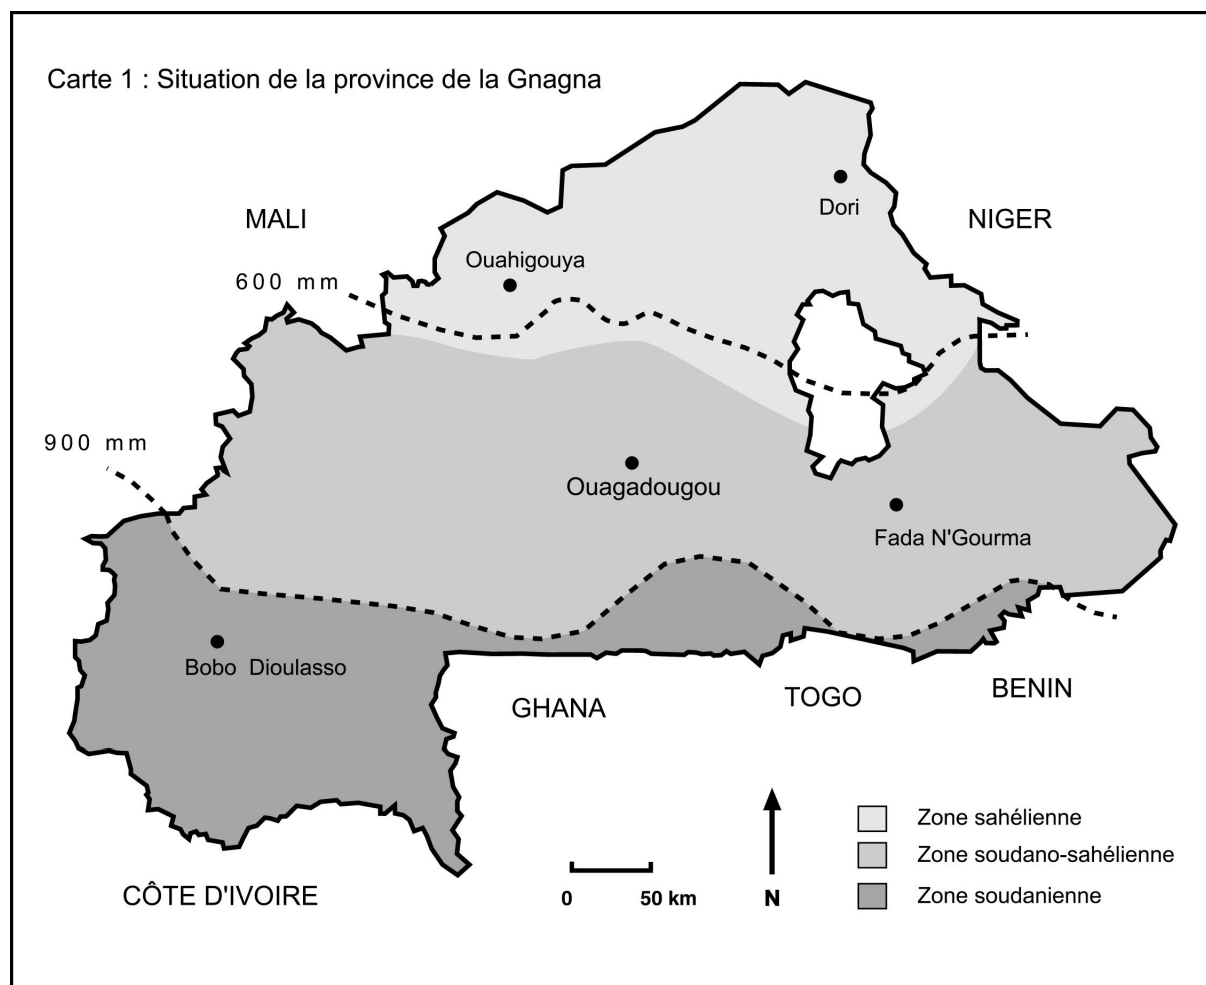 Carte 1 : Situation de la province de la Gnagna
Dori
MALI
NIGER
Ouahigouya
600 mm
900 mm
Ouagadougou
Fada N'Gourma
Bobo Dioulasso
GHANA
TOGO
BENIN
Zone sahélienne
Zone soudano-sahélienne
CÔTE D'IVOIRE
0
50 km
N
Zone soudanienne